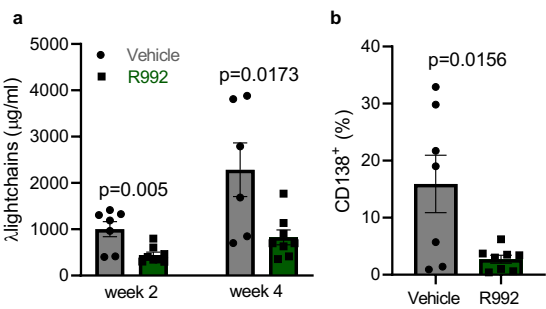 a
λlightchains (µg/ml)
5000
4000
3000
2000
1000
0
Vehicle
R992
p=0.005
p=0.0173
week 2
week 4
b
CD138+ (%)
40
30
20
10
0
p=0.0156
Vehicle
R992